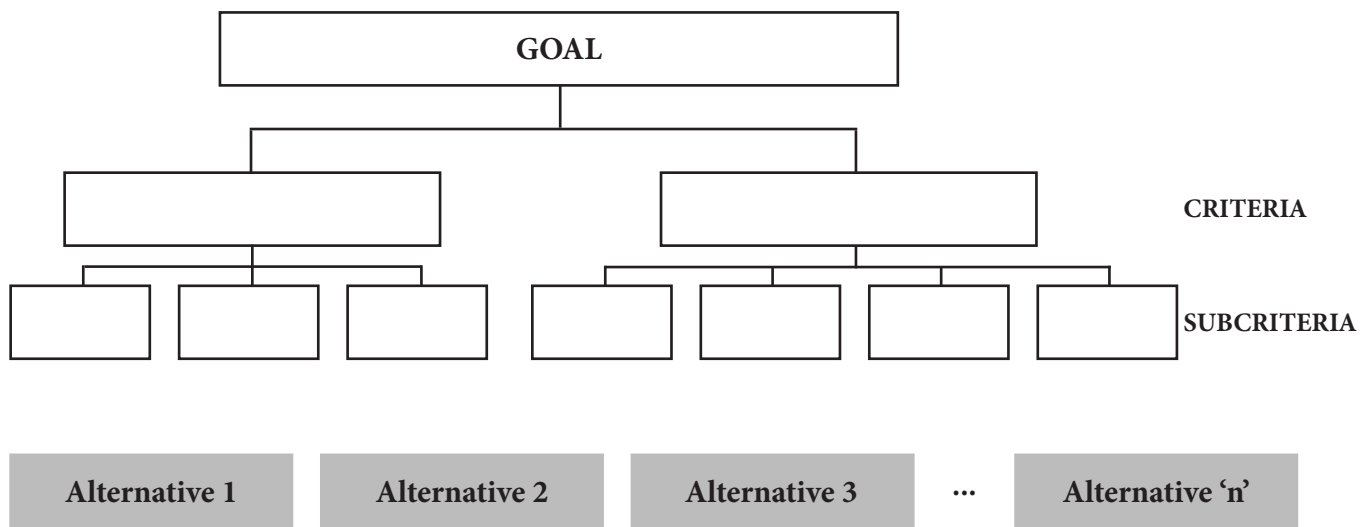 GOAL
CRITERIA
SUBCRITERIA
Alternative 1
Alternative 2
Alternative 3
...
Alternative ‘n’